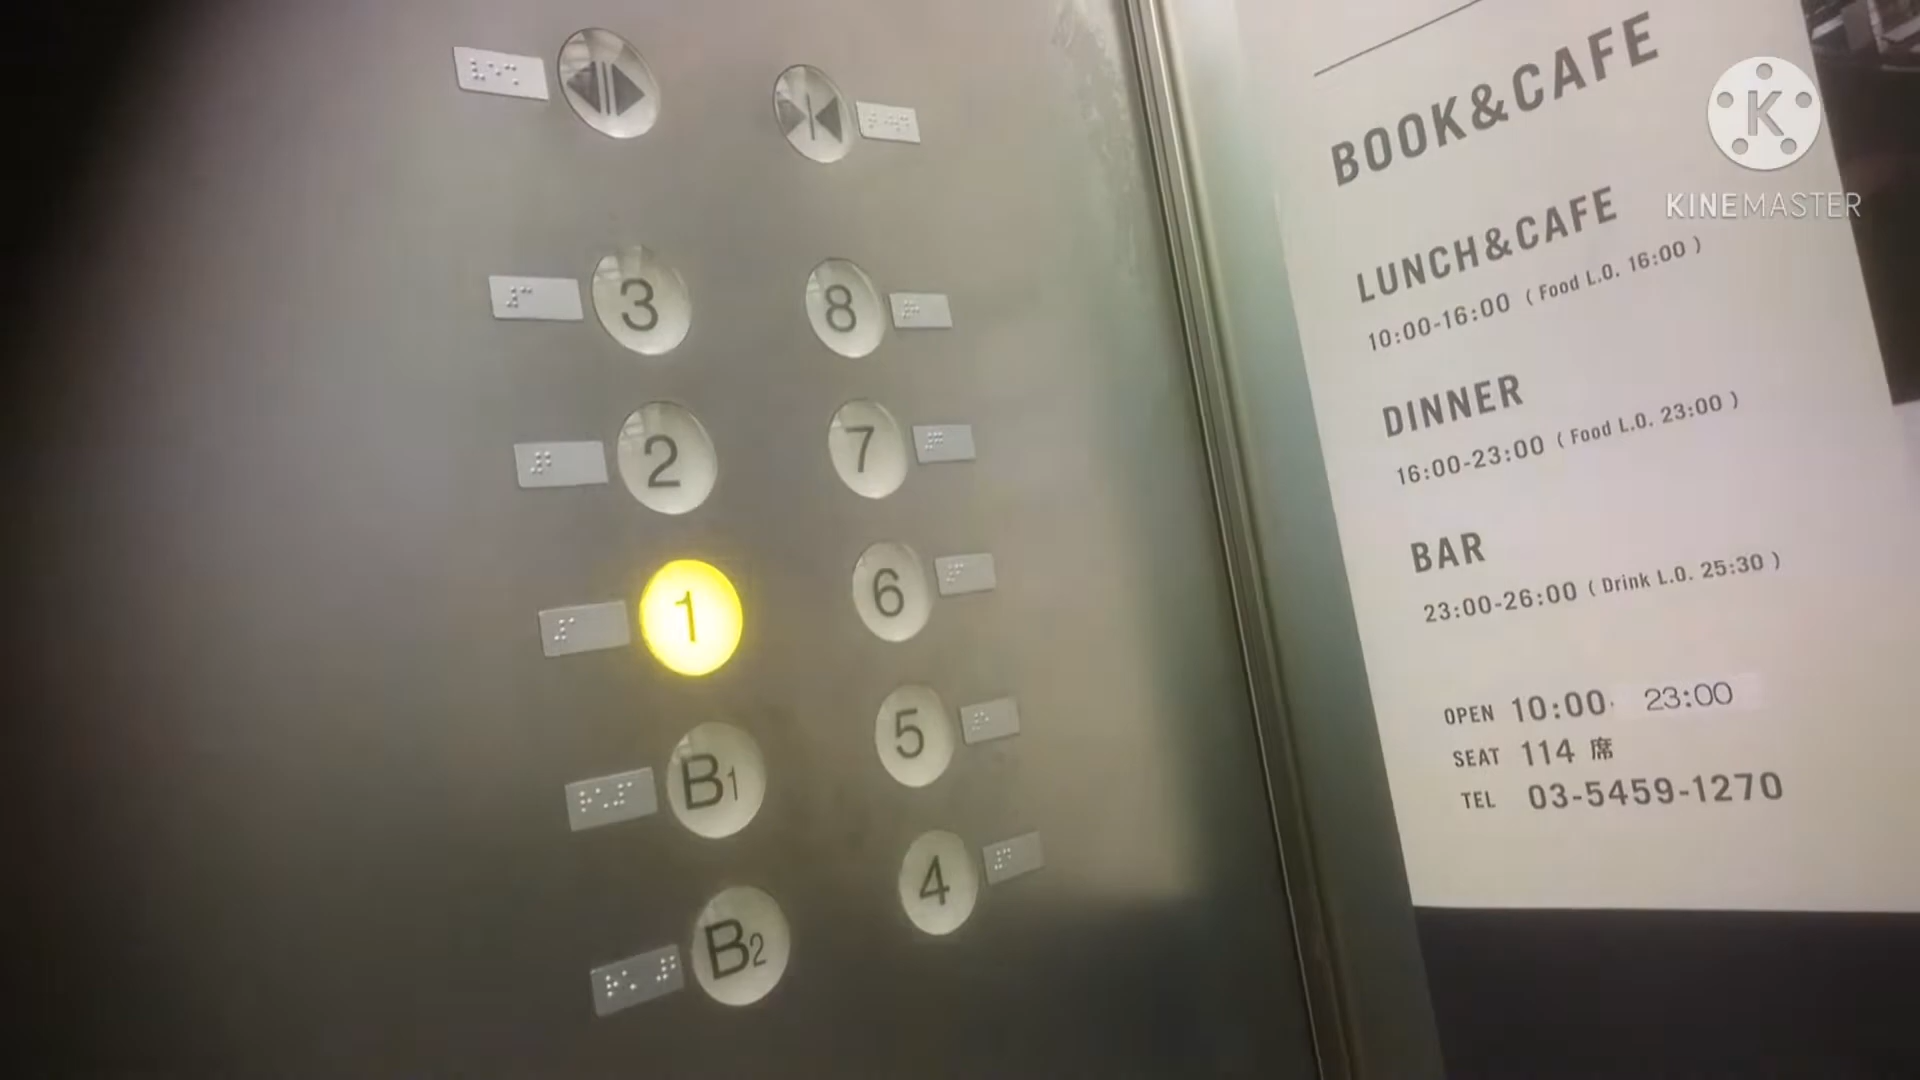 3
8
2
7
1
6
B1
5
B2
4
BOOK&CAFE
LUNCH&CAFE
10:00-16:00 ( Food L.O. 16:00 )
DINNER
16:00-23:00 ( Food L.O. 23:00 )
BAR
23:00-26:00 ( Drink L.O. 25:30 )
OPEN 10:00- 23:00
SEAT 114 席
TEL 03-5459-1270
K
KINEMASTER